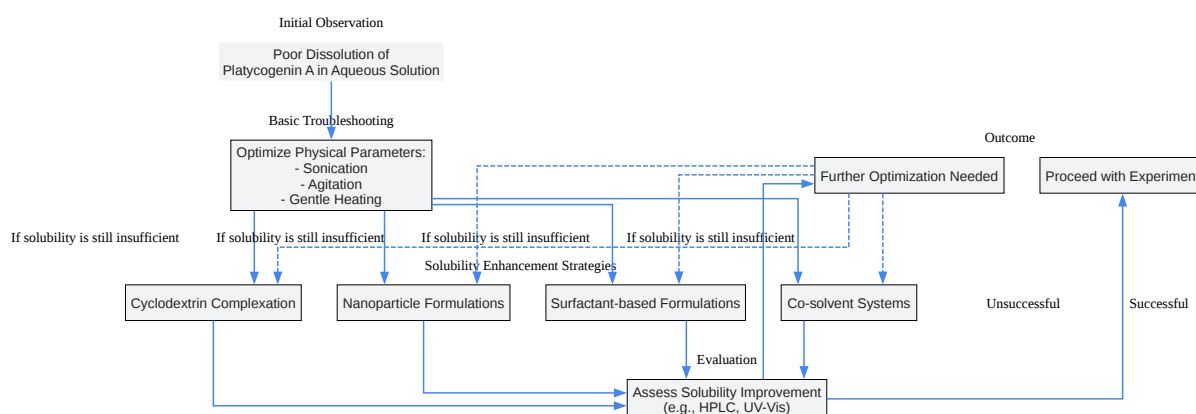 Initial Observation
Poor Dissolution of
Platycogenin A in Aqueous Solution
Basic Troubleshooting
Optimize Physical Parameters:
- Sonication
- Agitation
- Gentle Heating
Outcome
Further Optimization Needed
Proceed with Experiment
If solubility is still insufficient
If solubility is still insufficient
If solubility is still insufficient
If solubility is still insufficient
Solubility Enhancement Strategies
Cyclodextrin Complexation
Nanoparticle Formulations
Surfactant-based Formulations
Co-solvent Systems
Unsuccessful
Successful
Evaluation
Assess Solubility Improvement
(e.g., HPLC, UV-Vis)